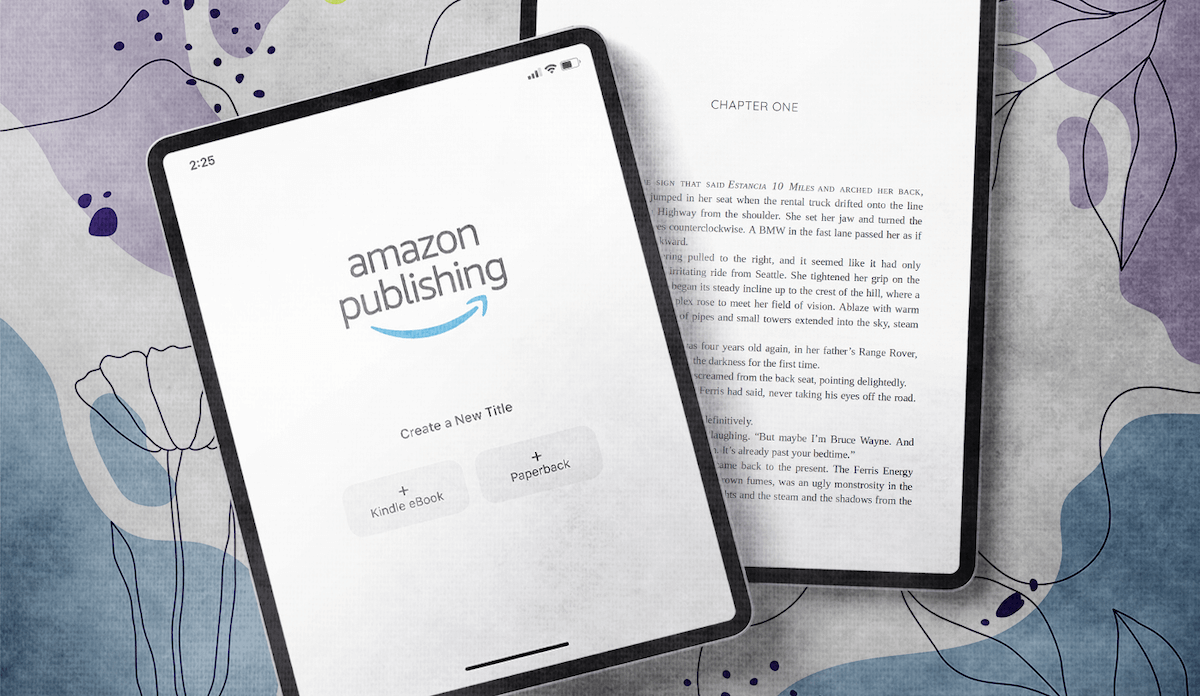 2:25
amazon
publishing
Create a New Title
+
Kindle eBook
+
Paperback
CHAPTER ONE
SIGN THAT SAID ESTANCIA 10 MILES AND ARCHED HER BACK,
jumped in her seat when the rental truck drifted onto the line
Highway from the shoulder. She set her jaw and turned the
counterclockwise. A BMW in the fast lane passed her as if
pulled to the right, and it seemed like it had only
irritating ride from Seattle. She tightened her grip on the
began its steady incline up to the crest of the hill, where a
rose to meet her field of vision. Ablaze with warm
of pipes and small towers extended into the sky, steam
was four years old again, in her father’s Range Rover,
the darkness for the first time.
screamed from the back seat, pointing delightedly.
Ferris had said, never taking his eyes off the road.
definitively.
laughing. “But maybe I’m Bruce Wayne. And
It’s already past your bedtime.”
came back to the present. The Ferris Energy
own fumes, was an ugly monstrosity in the
and the steam and the shadows from the